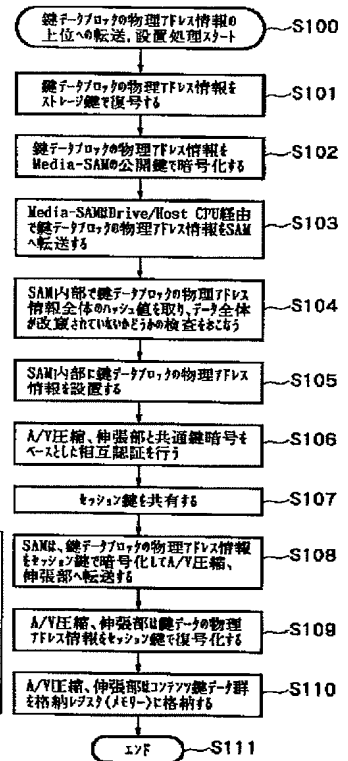 鍵データブロックの物理アドレス情報の
上位への転送,設置処理スタート
S100
鍵データブロックの物理アドレス情報を
ストレージ鍵で復号する
S101
鍵データブロックの物理アドレス情報を
Media-SAMの公開鍵で暗号化する
S102
Media-SAMはDrive/Host CPU経由
で鍵データブロックの物理アドレス情報をSAM
へ転送する
S103
SAM内部で鍵データブロックの物理アドレス
情報全体のハッシュ値を取り、データ全体
が改竄されていないかどうかの検査をおこなう
S104
SAM内部に鍵データブロックの物理アドレス
情報を設置する
S105
A/V圧縮、伸張部と共通鍵暗号を
ベースとした相互認証を行う
S106
セッション鍵を共有する
S107
SAMは、鍵データブロックの物理アドレス情報
をセッション鍵で暗号化してA/V圧縮、
伸張部へ転送する
S108
A/V圧縮、伸張部は鍵データの物理
アドレス情報をセッション鍵で復号化する
S109
A/V圧縮、伸張部はコンテンツ鍵データ群
を格納レジスタ(メモリー)に格納する
S110
エンド
S111